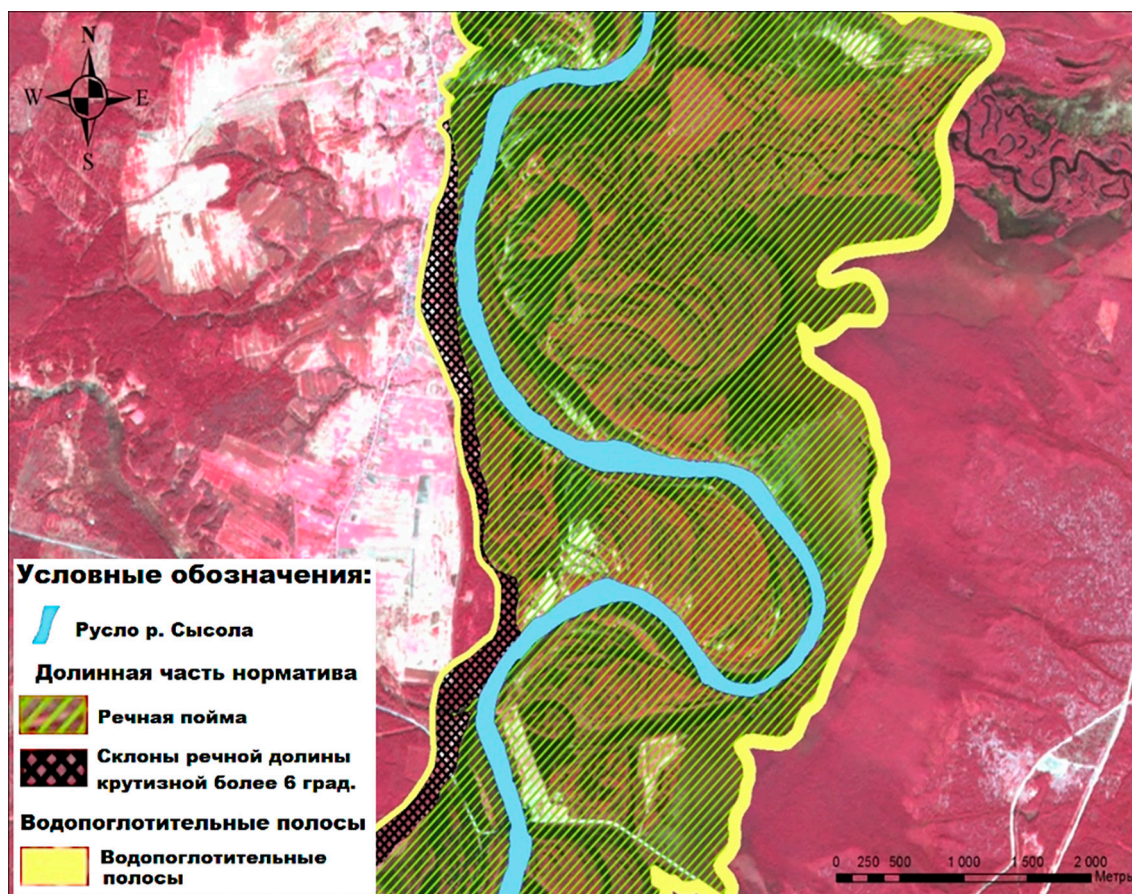 N
W E
S
Условные обозначения:
Русло р. Сысола
Долинная часть норматива
Речная пойма
Склоны речной долины
крутизной более 6 град.
Водопоглотительные полосы
Водопоглотительные
полосы
0 250 500 1 000 1 500 2 000
Метры